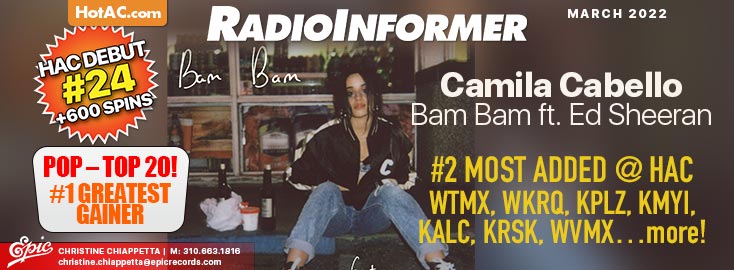 HotAC.com
RADIOINFORMER
MARCH 2022
HAC DEBUT
#24
+600 SPINS
Bam Bam
Camila Cabello
Bam Bam ft. Ed Sheeran
POP – TOP 20!
#1 GREATEST
GAINER
#2 MOST ADDED @ HAC
WTMX, WKRQ, KPLZ, KMYI,
KALC, KRSK, WVMX...more!
C
Epic
CHRISTINE CHIAPPETTA | M: 310.663.1816
christine.chiappetta@epicrecords.com